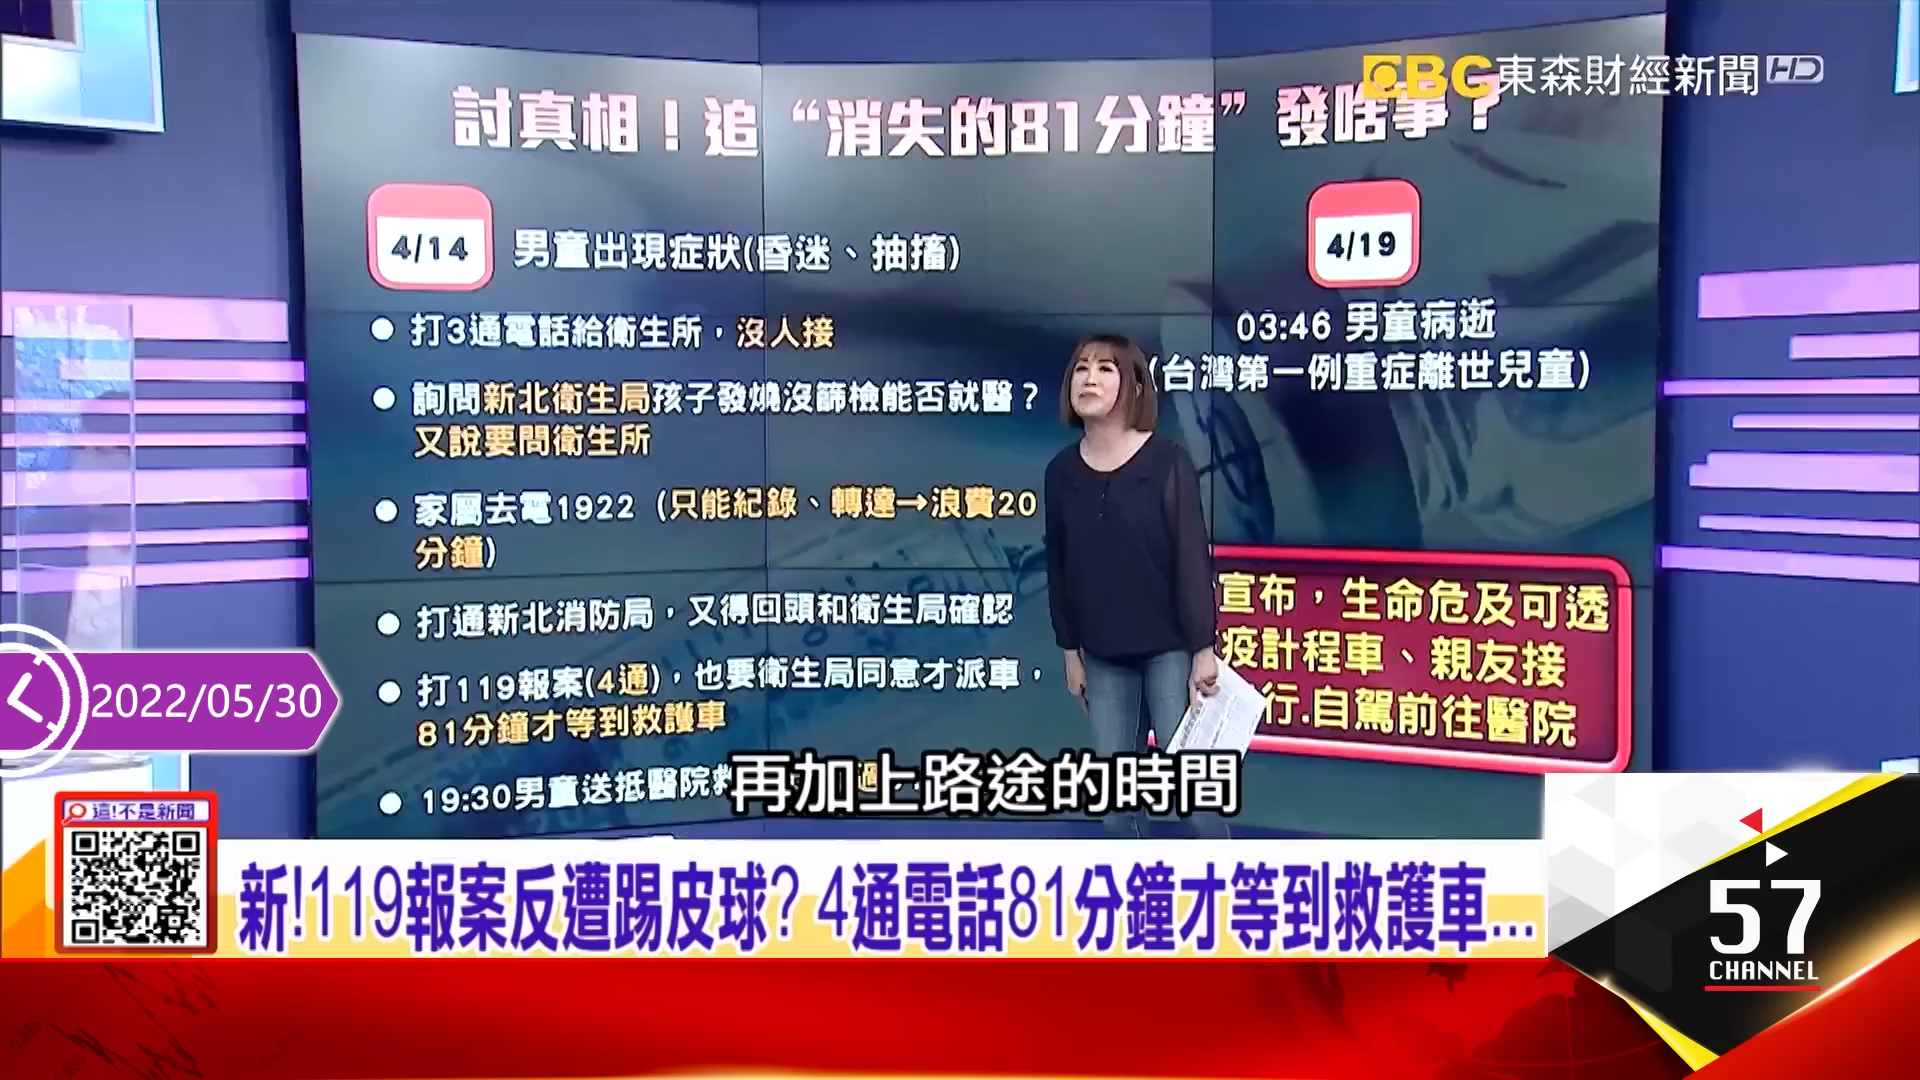 EBC 東森財經新聞 HD
討真相！追“消失的81分鐘”發啥事？
4/14
男童出現症狀(昏迷、抽搐)
打3通電話給衛生所，沒人接
詢問新北衛生局孩子發燒沒篩檢能否就醫？
又說要問衛生所
家屬去電1922（只能紀錄、轉達→浪費20
分鐘)
打通新北消防局，又得回頭和衛生局確認
打119報案(4通)，也要衛生局同意才派車，
81分鐘才等到救護車
19:30男童送抵醫院救
4/19
03:46 男童病逝
(台灣第一例重症離世兒童)
宣布，生命危及可透
疫計程車、親友接
行.自駕前往醫院
2022/05/30
再加上路途的時間
這!不是新聞
新!119報案反遭踢皮球? 4通電話81分鐘才等到救護車...
57
CHANNEL